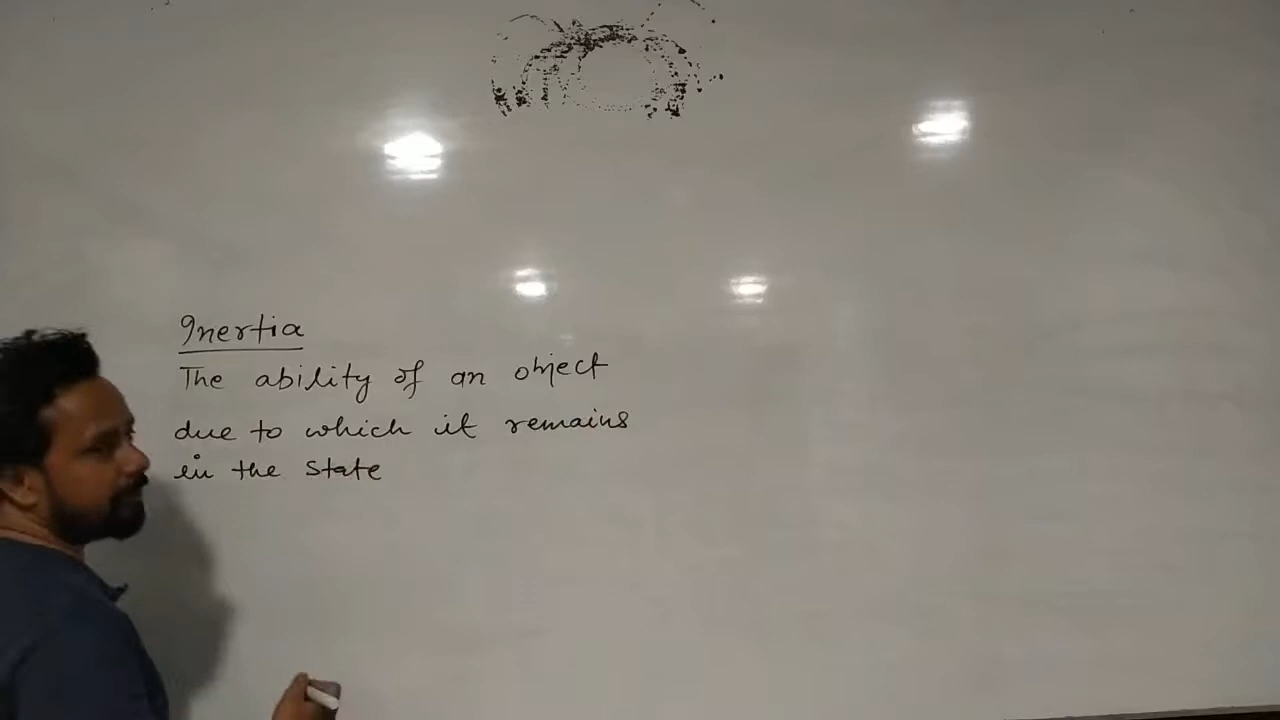 Inertia
The ability of an object
due to which it remains
in the state